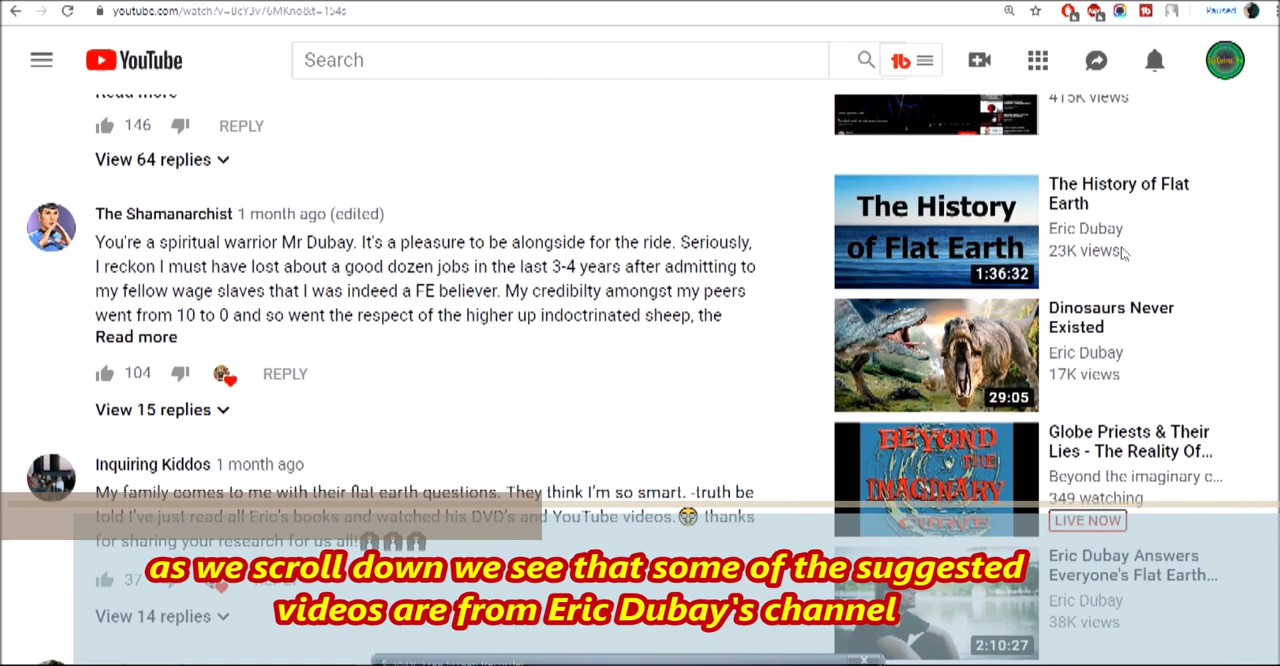 youtube.com/watch?v=
Paused
YouTube
Search
Read more
146
REPLY
View 64 replies
The Shamanarchist 1 month ago (edited)
You're a spiritual warrior Mr Dubay. It's a pleasure to be alongside for the ride. Seriously,
I reckon I must have lost about a good dozen jobs in the last 3-4 years after admitting to
my fellow wage slaves that I was indeed a FE believer. My credibilty amongst my peers
went from 10 to 0 and so went the respect of the higher up indoctrinated sheep, the
Read more
104
REPLY
View 15 replies
Inquiring Kiddos 1 month ago
My family comes to me with their flat earth questions. They think I'm so smart. -truth be
told I've just read all Eric's books and watched his DVD's and YouTube videos. thanks
for sharing your research for us all!
37
REPLY
View 14 replies
415K views
The History
of Flat Earth
1:36:32
The History of Flat
Earth
Eric Dubay
23K views
29:05
Dinosaurs Never
Existed
Eric Dubay
17K views
BEYOND
THE
IMAGINARY
CURVE
Globe Priests & Their
Lies - The Reality Of...
Beyond the imaginary c...
349 watching
LIVE NOW
2:10:27
Eric Dubay Answers
Everyone's Flat Earth...
Eric Dubay
38K views
as we scroll down we see that some of the suggested
videos are from Eric Dubay's channel